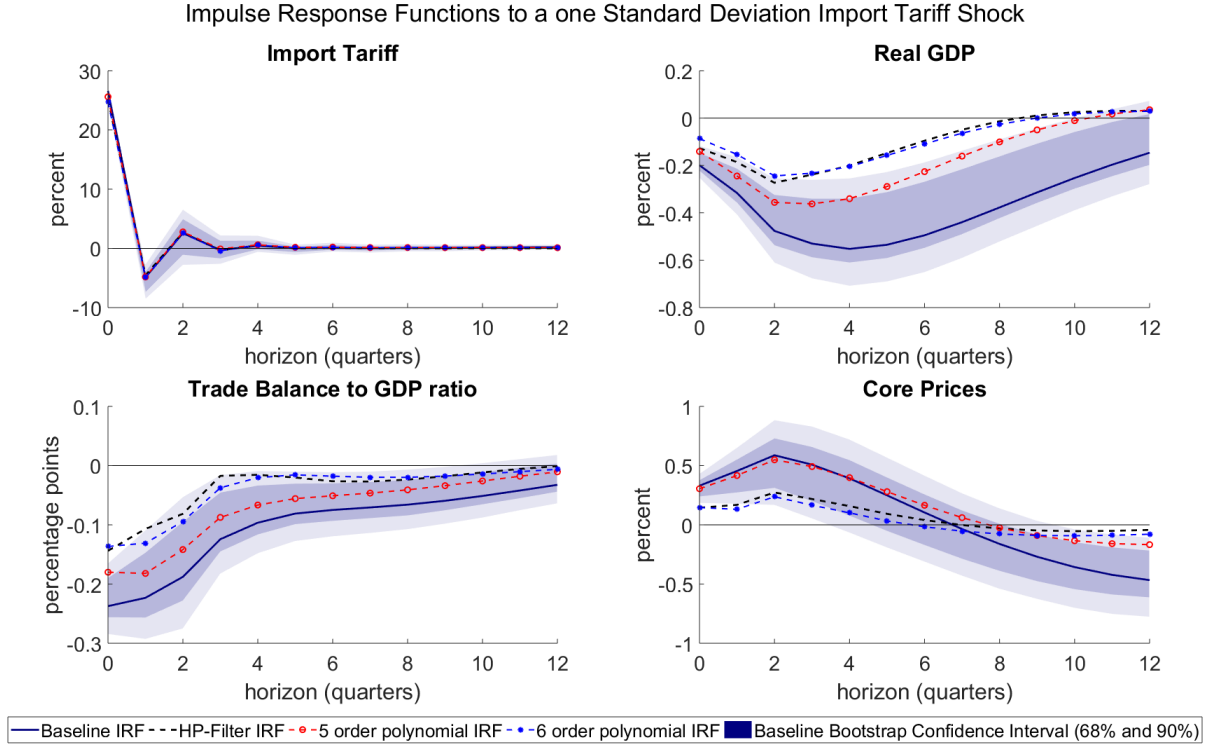 Impulse Response Functions to a one Standard Deviation Import Tariff Shock
Import Tariff
30
20
10
0
-10
percent
0 2 4 6 8 10 12
horizon (quarters)
Real GDP
0.2
0
-0.2
-0.4
-0.6
-0.8
percent
0 2 4 6 8 10 12
horizon (quarters)
Trade Balance to GDP ratio
0.1
0
-0.1
-0.2
-0.3
percentage points
0 2 4 6 8 10 12
horizon (quarters)
Core Prices
1
0.5
0
-0.5
-1
percent
0 2 4 6 8 10 12
horizon (quarters)
Baseline IRF HP-Filter IRF 5 order polynomial IRF 6 order polynomial IRF Baseline Bootstrap Confidence Interval (68% and 90%)